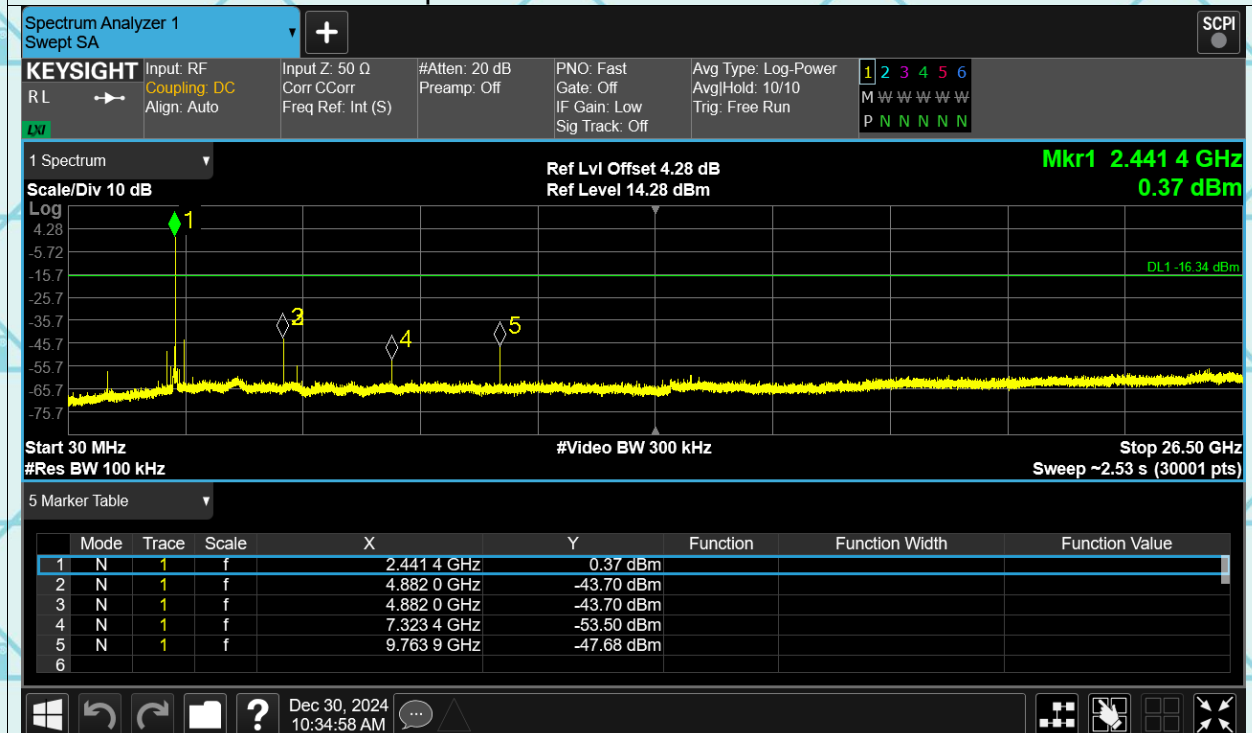 Spectrum Analyzer 1
Swept SA
+
SCPI
KEYSIGHT
RL
LXI
Input: RF
Coupling: DC
Align: Auto
Input Z: 50 Ω
Corr CCorr
Freq Ref: Int (S)
#Atten: 20 dB
Preamp: Off
PNO: Fast
Gate: Off
IF Gain: Low
Sig Track: Off
Avg Type: Log-Power
Avg|Hold: 10/10
Trig: Free Run
1 2 3 4 5 6
M W W W W W W
P N N N N N N
1 Spectrum
Scale/Div 10 dB
Ref Lvl Offset 4.28 dB
Ref Level 14.28 dBm
Mkr1 2.441 4 GHz
0.37 dBm
Log
4.28
-5.72
-15.7
-25.7
-35.7
-45.7
-55.7
-65.7
-75.7
1
4
5
DL1 -16.34 dBm
Start 30 MHz
#Res BW 100 kHz
#Video BW 300 kHz
Stop 26.50 GHz
Sweep ~2.53 s (30001 pts)
5 Marker Table
Mode Trace Scale X Y Function Function Width Function Value
1 N 1 f 2.441 4 GHz 0.37 dBm
2 N 1 f 4.882 0 GHz -43.70 dBm
3 N 1 f 4.882 0 GHz -43.70 dBm
4 N 1 f 7.323 4 GHz -53.50 dBm
5 N 1 f 9.763 9 GHz -47.68 dBm
6
?
Dec 30, 2024
10:34:58 AM